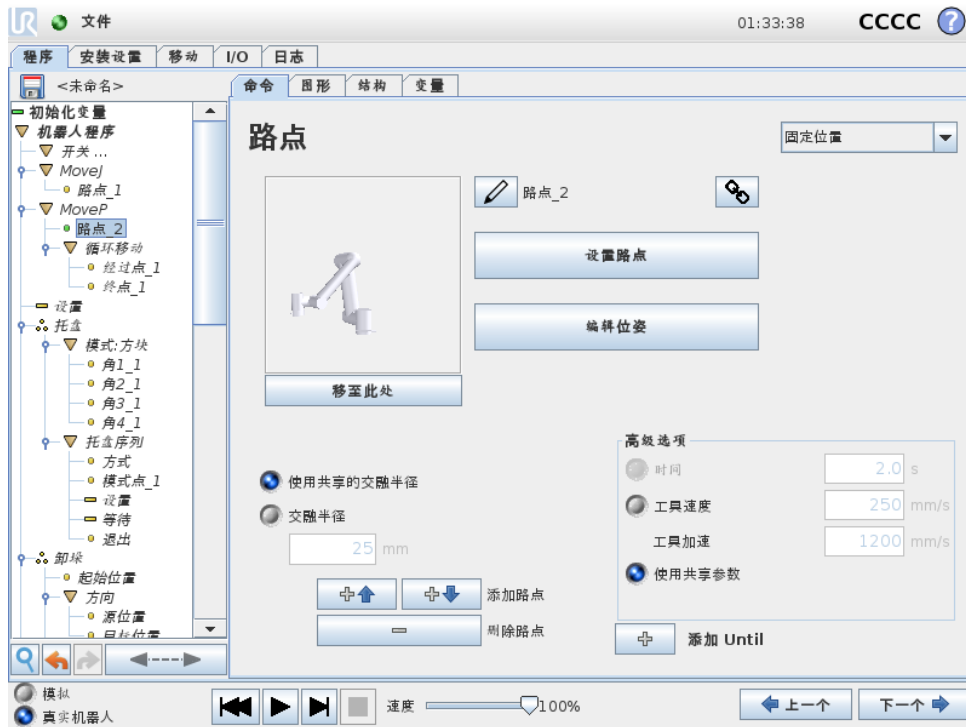 UR 文件 01:33:38 CCCC ?
程序 安装设置 移动 I/O 日志
<未命名>
命令 图形 结构 变量
初始化变量
机器人程序
开关 ...
MoveJ
路点_1
MoveP
路点_2
循环移动
经过点_1
终点_1
设置
托盘
模式:方块
角1_1
角2_1
角3_1
角4_1
托盘序列
方式
模式点_1
设置
等待
退出
卸垛
起始位置
方向
源位置
目标位置
路点
固定位置
路点_2
设置路点
编辑位姿
移至此处
使用共享的交融半径
交融半径
25 mm
添加路点
删除路点
高级选项
时间 2.0 s
工具速度 250 mm/s
工具加速 1200 mm/s
使用共享参数
添加 Until
模拟
真实机器人
速度 100%
上一个 下一个